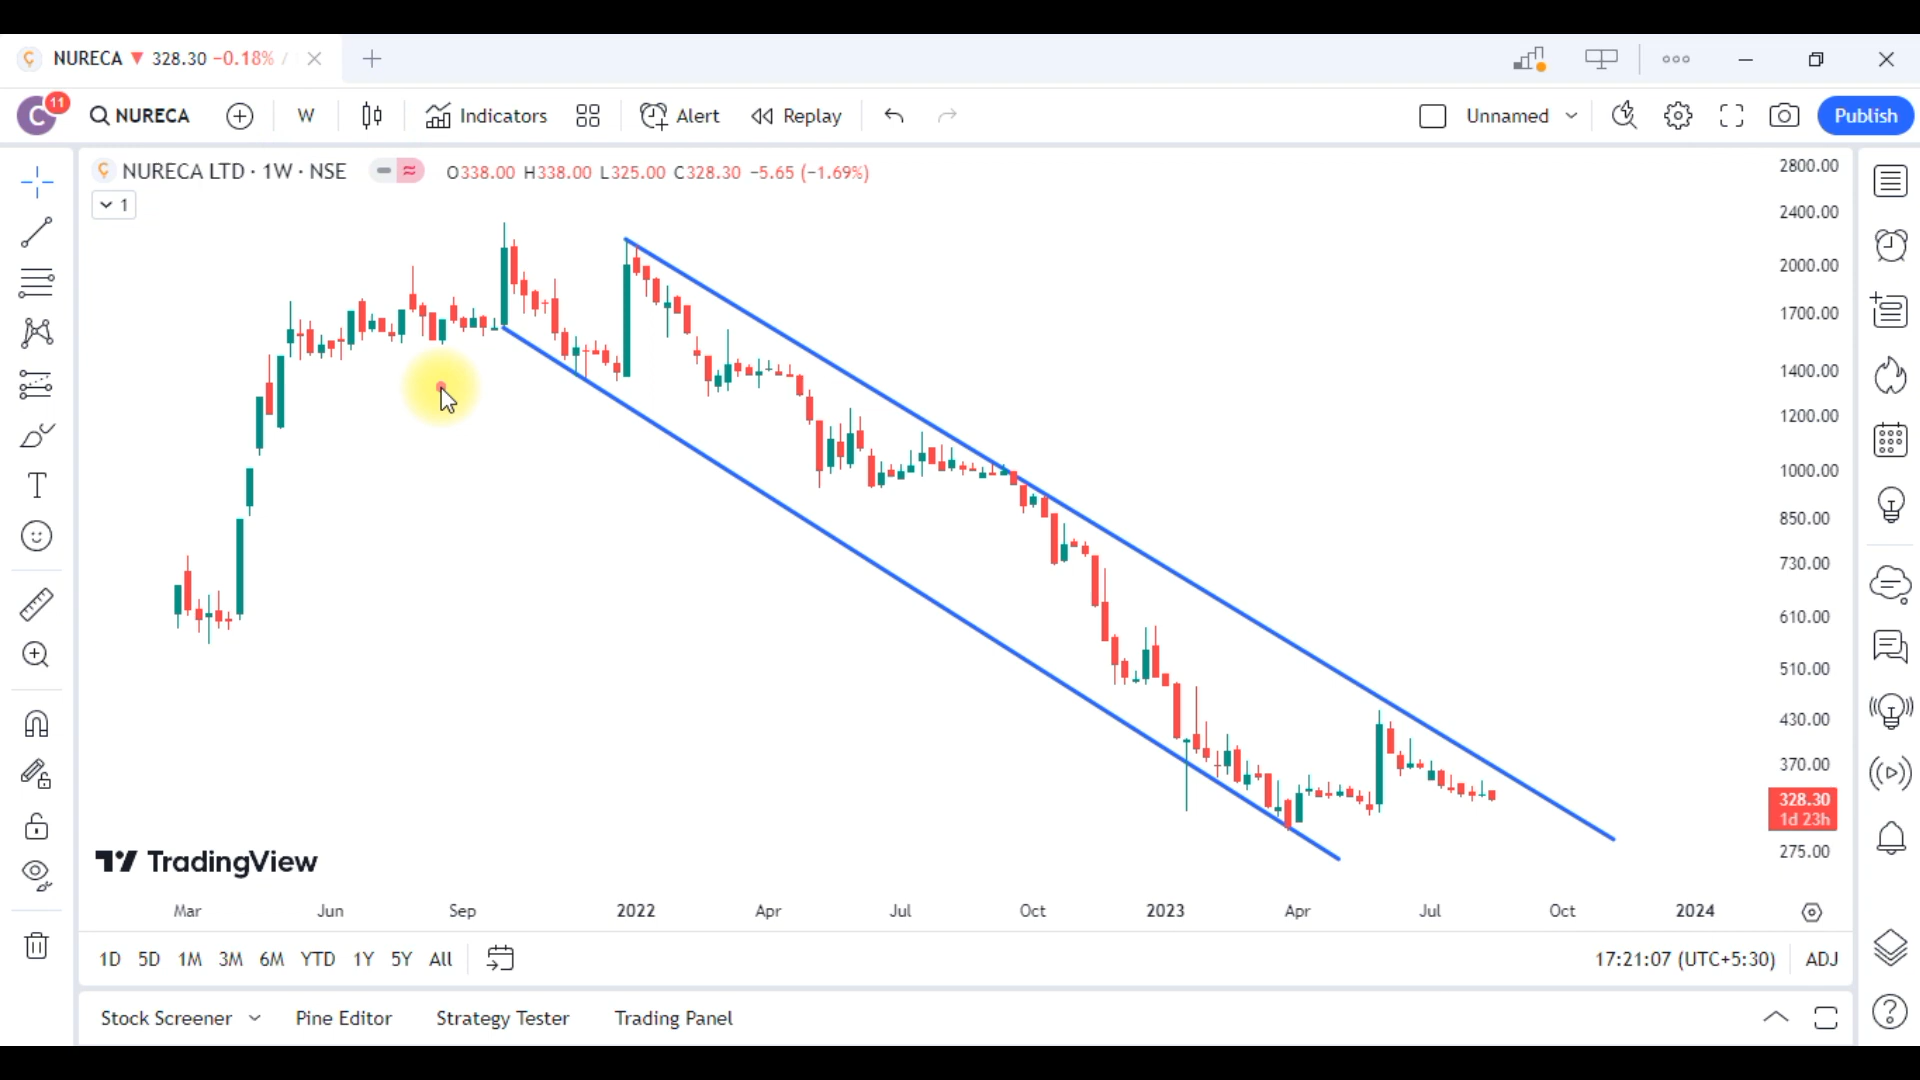 NURECA ▼ 328.30 −0.18% /
C 11 NURECA W Indicators Alert Replay Unnamed Publish
NURECA LTD · 1W · NSE O338.00 H338.00 L325.00 C328.30 −5.65 (−1.69%)
1
2800.00
2400.00
2000.00
1700.00
1400.00
1200.00
1000.00
850.00
730.00
610.00
510.00
430.00
370.00
328.30
1d 23h
275.00
TradingView
Mar Jun Sep 2022 Apr Jul Oct 2023 Apr Jul Oct 2024
1D 5D 1M 3M 6M YTD 1Y 5Y All 17:21:07 (UTC+5:30) ADJ
Stock Screener Pine Editor Strategy Tester Trading Panel